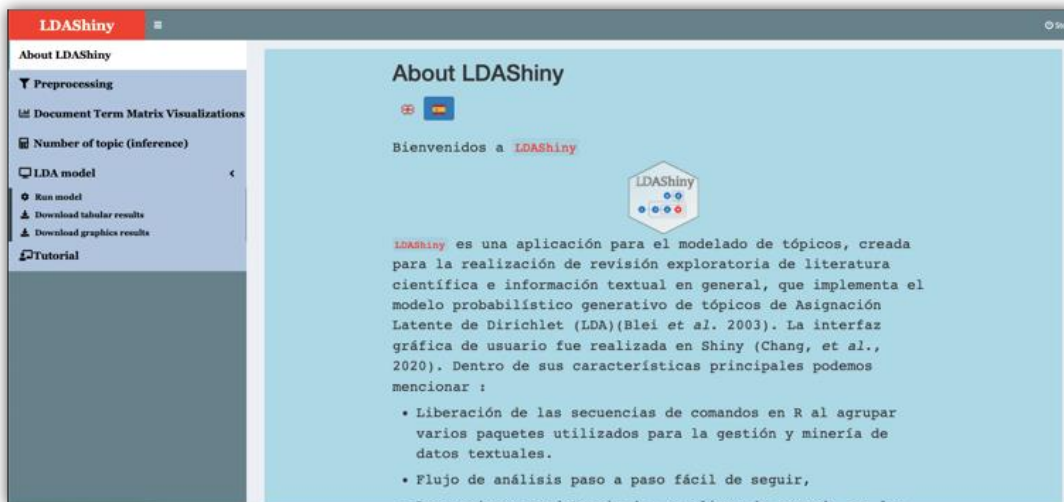 LDAShiny
About LDAShiny
Preprocessing
Document Term Matrix Visualizations
Number of topic (inference)
LDA model
Run model
Download tabular results
Download graphics results
Tutorial
About LDAShiny
Bienvenidos a LDAShiny
LDAShiny
LDAShiny es una aplicación para el modelado de tópicos, creada
para la realización de revisión exploratoria de literatura
científica e información textual en general, que implementa el
modelo probabilístico generativo de tópicos de Asignación
Latente de Dirichlet (LDA)(Blei et al. 2003). La interfaz
gráfica de usuario fue realizada en Shiny (Chang, et al.,
2020). Dentro de sus características principales podemos
mencionar :
• Liberación de las secuencias de comandos en R al agrupar
varios paquetes utilizados para la gestión y minería de
datos textuales.
• Flujo de análisis paso a paso fácil de seguir,